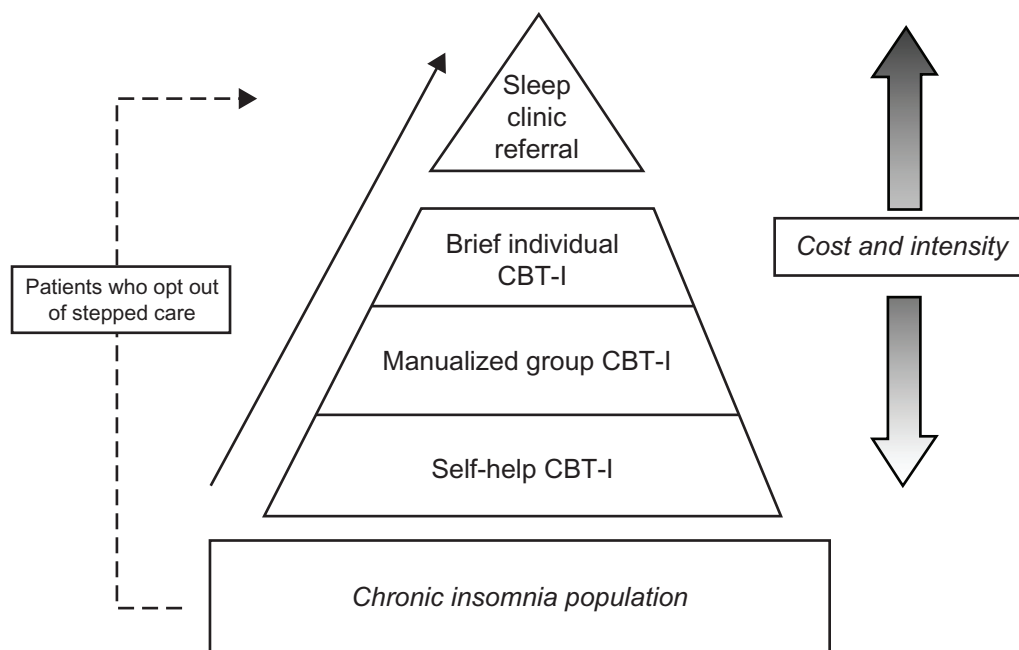 Sleep
clinic
referral
Brief individual
CBT-I
Cost and intensity
Patients who opt out
of stepped care
Manualized group CBT-I
Self-help CBT-I
Chronic insomnia population